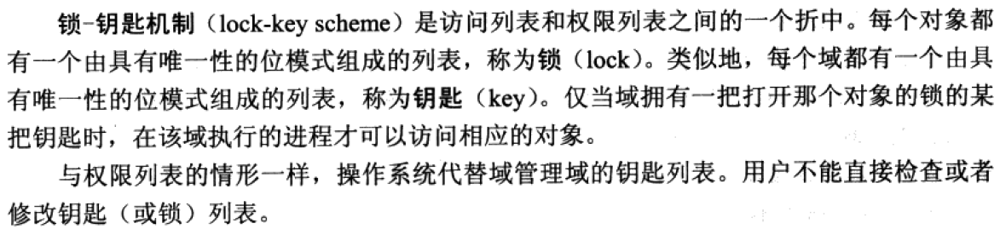 锁-钥匙机制（lock-key scheme）是访问列表和权限列表之间的一个折中。每个对象都
有一个由具有唯一性的位模式组成的列表，称为锁（lock）。类似地，每个域都有一个由具
有唯一性的位模式组成的列表，称为钥匙（key）。仅当域拥有一把打开那个对象的锁的某
把钥匙时，在该域执行的进程才可以访问相应的对象。
与权限列表的情形一样，操作系统代替域管理域的钥匙列表。用户不能直接检查或者
修改钥匙（或锁）列表。